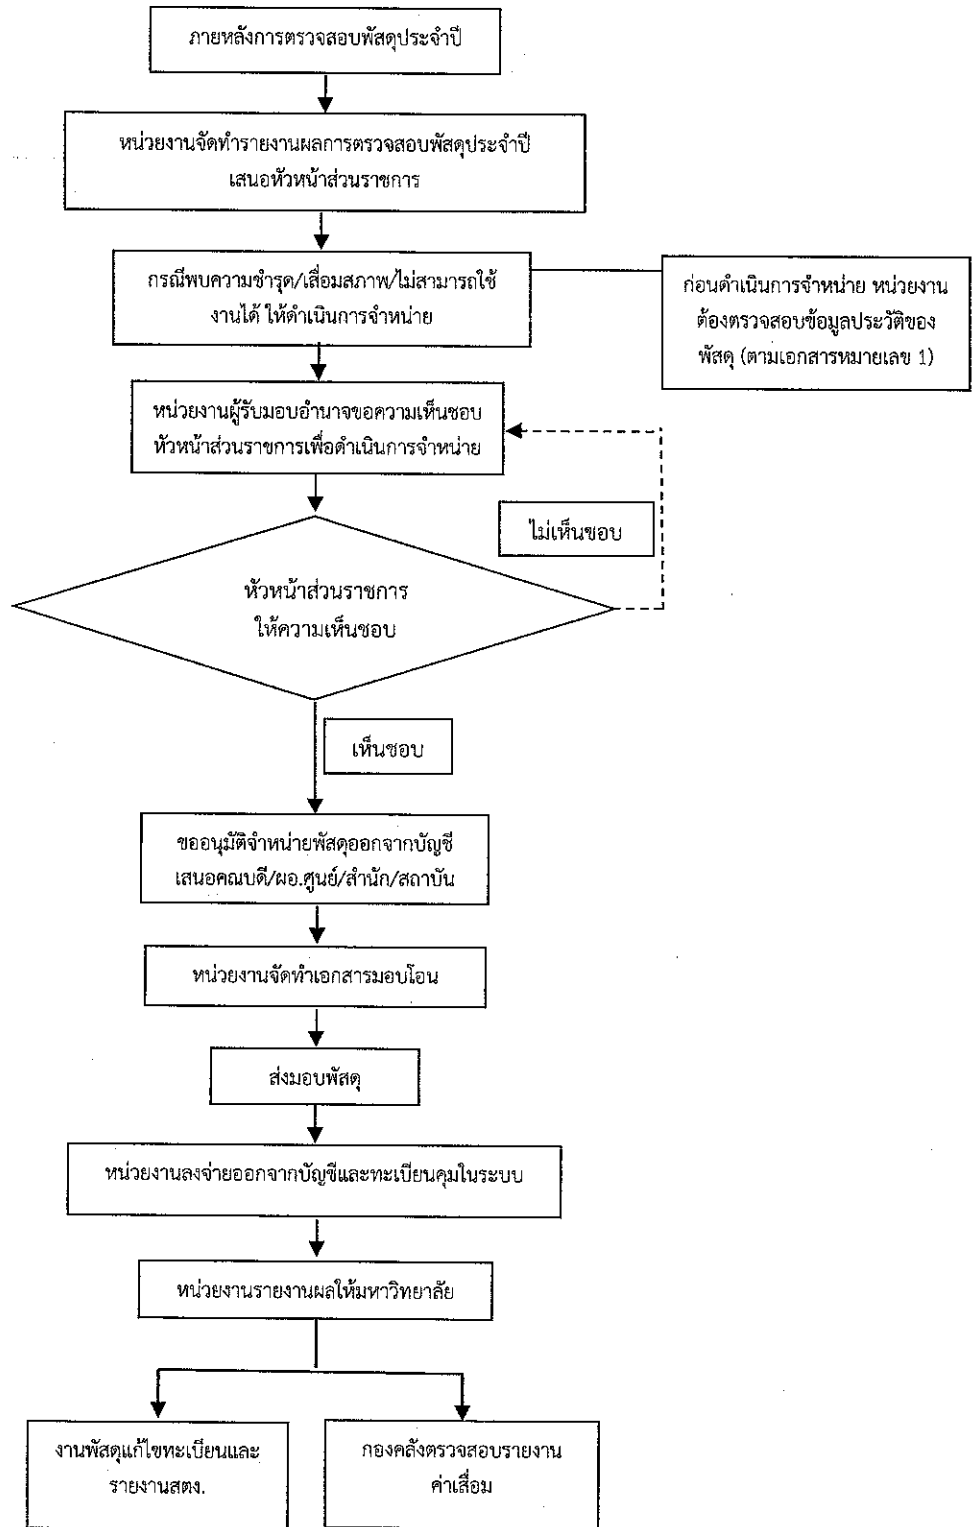 ภายหลังการตรวจสอบพัสดุประจำปี
หน่วยงานจัดทำรายงานผลการตรวจสอบพัสดุประจำปี
เสนอหัวหน้าส่วนราชการ
กรณีพบความชำรุด/เสื่อมสภาพ/ไม่สามารถใช้
งานได้ ให้ดำเนินการจำหน่าย
ก่อนดำเนินการจำหน่าย หน่วยงาน
ต้องตรวจสอบข้อมูลประวัติของ
พัสดุ (ตามเอกสารหมายเลข 1)
หน่วยงานผู้รับมอบอำนาจขอความเห็นชอบ
หัวหน้าส่วนราชการเพื่อดำเนินการจำหน่าย
ไม่เห็นชอบ
หัวหน้าส่วนราชการ
ให้ความเห็นชอบ
เห็นชอบ
ขออนุมัติจำหน่ายพัสดุออกจากบัญชี
เสนอคณบดี/ผอ.ศูนย์/สำนัก/สถาบัน
หน่วยงานจัดทำเอกสารมอบโอน
ส่งมอบพัสดุ
หน่วยงานลงจ่ายออกจากบัญชีและทะเบียนคุมในระบบ
หน่วยงานรายงานผลให้มหาวิทยาลัย
งานพัสดุแก้ไขทะเบียนและ
รายงานสตง.
กองคลังตรวจสอบรายงาน
ค่าเสื่อม